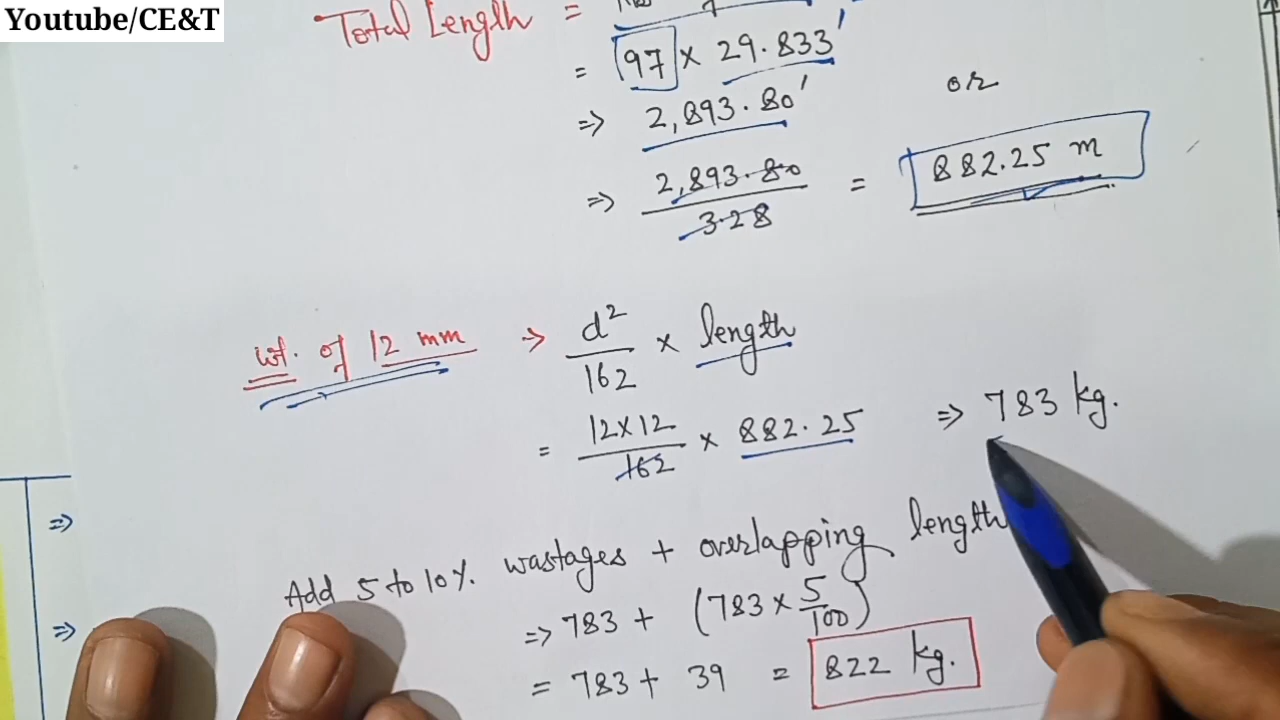 Youtube/CE&T
Total Length =
= 97 × 29.833'
=> 2,893.80'
or
=> 2,893.80 / 3.28 = 882.25 m
wt. of 12 mm => d² / 162 × length
= 12×12 / 162 × 882.25 => 783 kg.
Add 5 to 10%. wastages + overlapping length
=> 783 + (783 × 5/100)
= 783 + 39 = 822 kg.
=>
=>